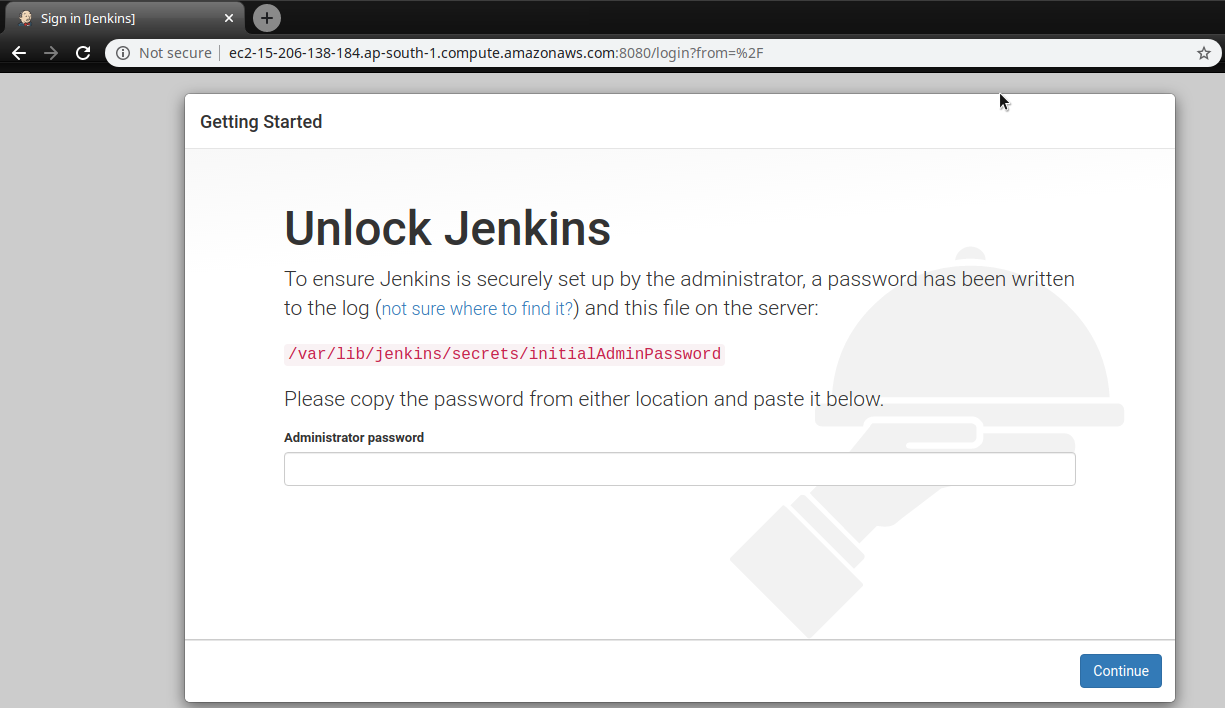 Sign in [Jenkins]
Not secure ec2-15-206-138-184.ap-south-1.compute.amazonaws.com:8080/login?from=%2F
Getting Started
Unlock Jenkins
To ensure Jenkins is securely set up by the administrator, a password has been written
to the log (not sure where to find it?) and this file on the server:
/var/lib/jenkins/secrets/initialAdminPassword
Please copy the password from either location and paste it below.
Administrator password
Continue